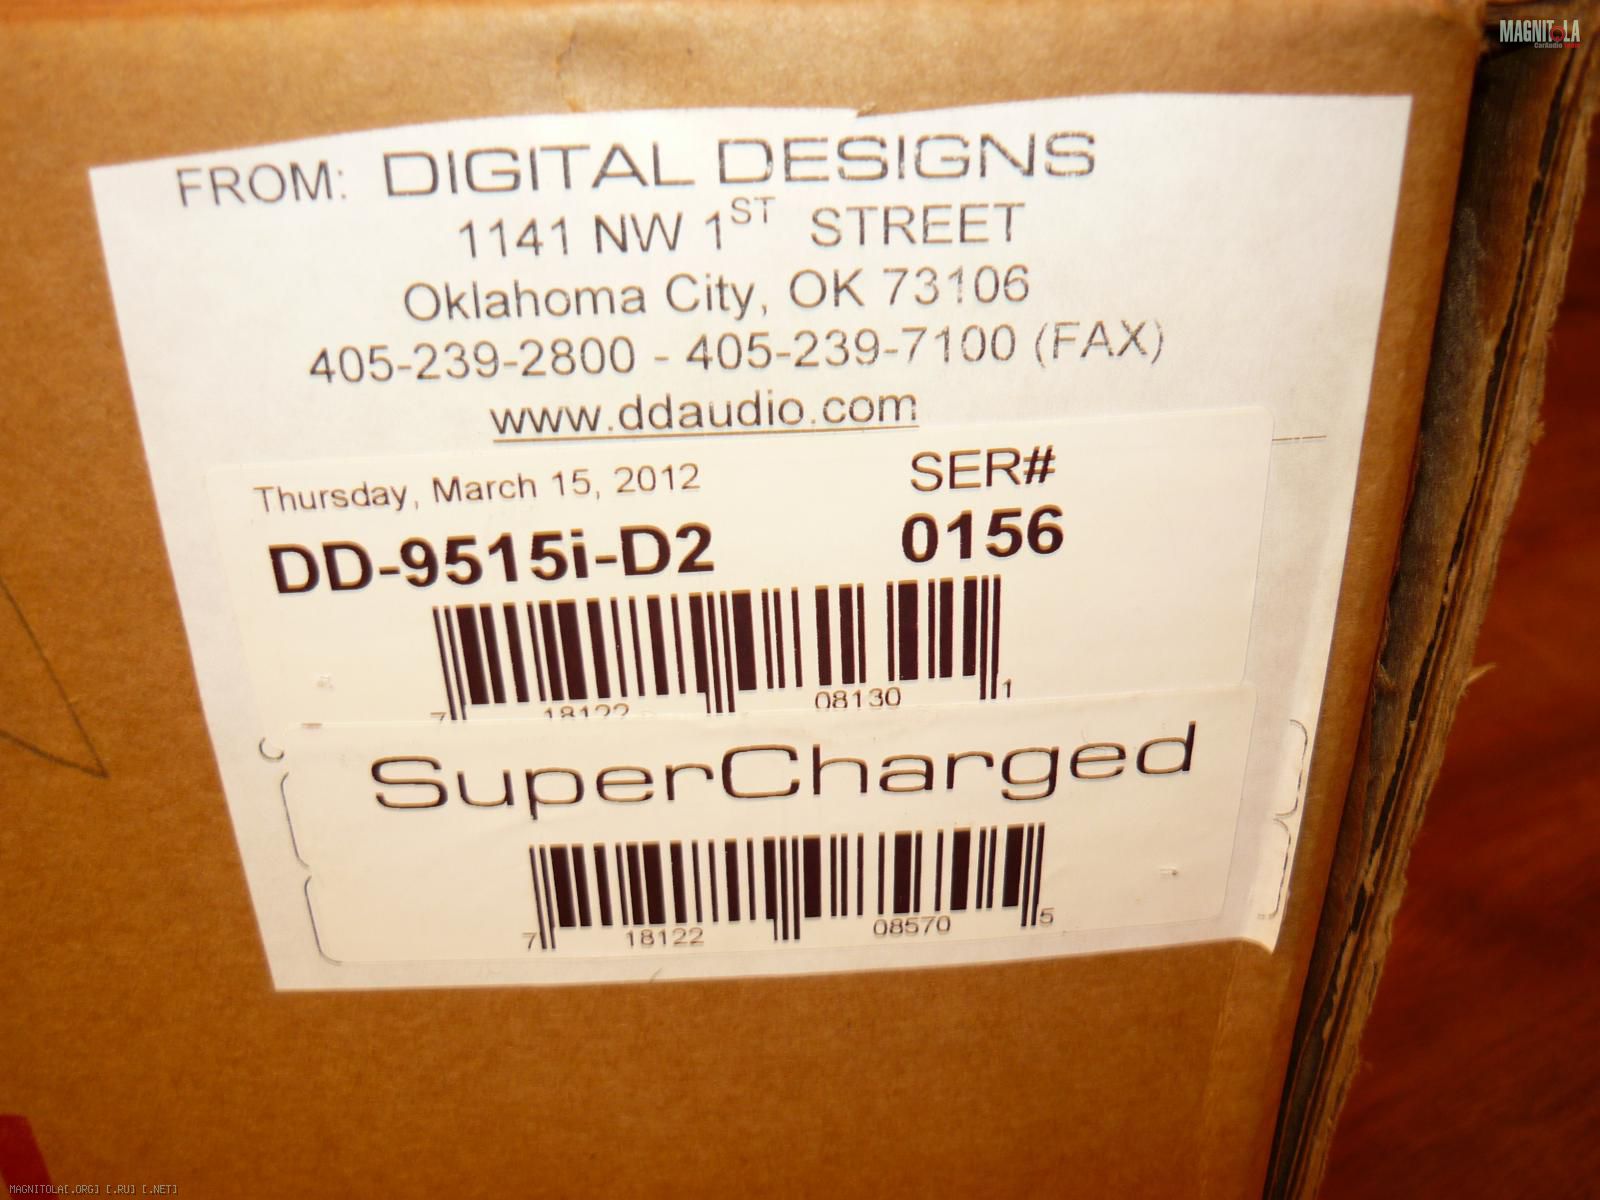 MAGNITOLA
FROM: DIGITAL DESIGNS
1141 NW 1ST STREET
Oklahoma City, OK 73106
405-239-2800 - 405-239-7100 (FAX)
www.ddaudio.com
Thursday, March 15, 2012
SER#
DD-9515i-D2
0156
7 18122 08130 1
SuperCharged
7 18122 08570 5
MAGNITOLA[.ORG] [.RU] [.NET]